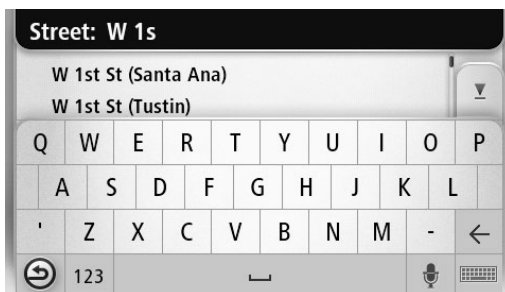 Street: W 1s
W 1st St (Santa Ana)
W 1st St (Tustin)
Q W E R T Y U I O P
A S D F G H J K L
' Z X C V B N M -
123